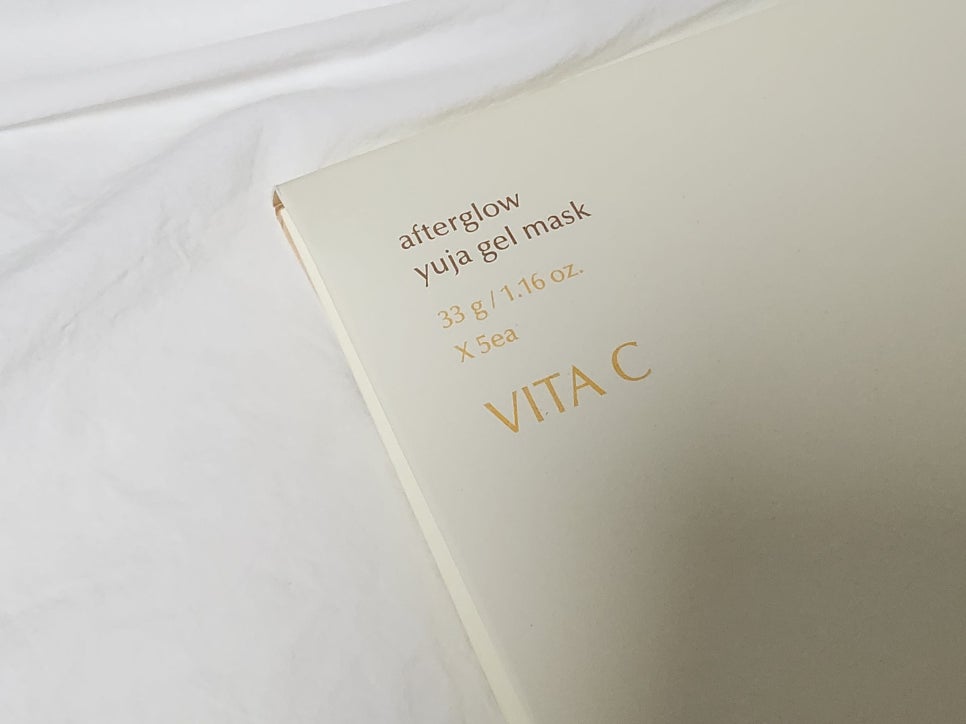 afterglow
yuja gel mask
33 g / 1.16 oz.
X 5ea
VITA C